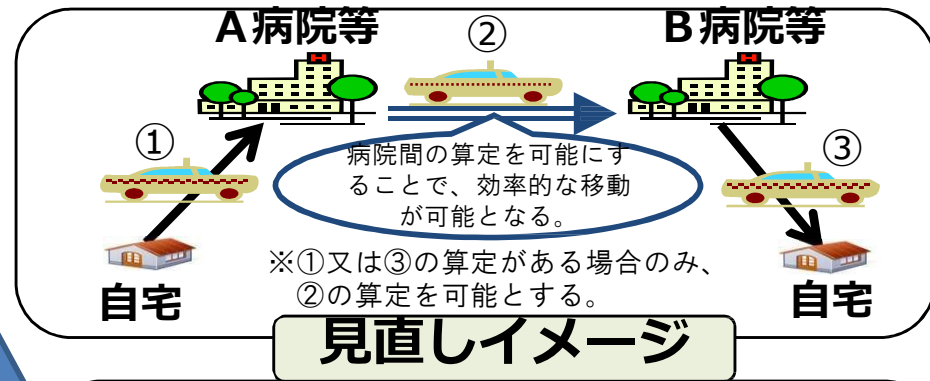 A病院等
②
B病院等
①
③
病院間の算定を可能にす
ることで、効率的な移動
が可能となる。
※①又は③の算定がある場合のみ、
②の算定を可能とする。
自宅
自宅
見直しイメージ